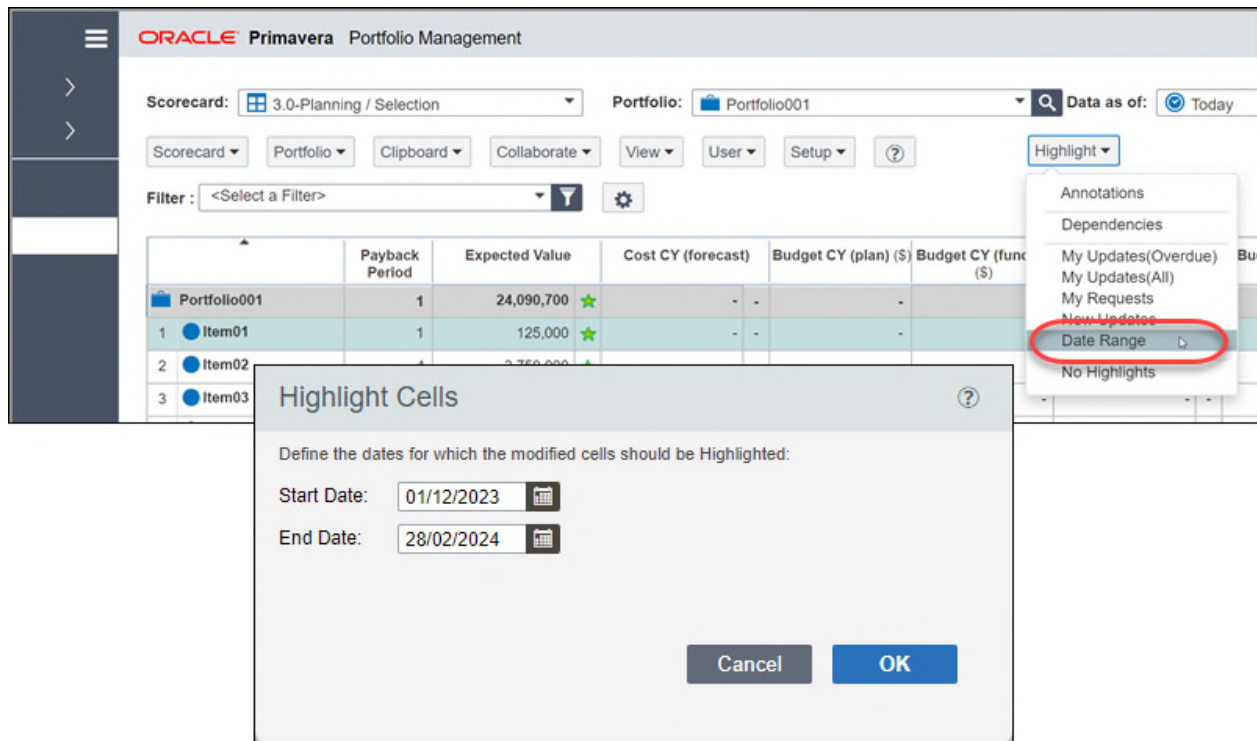 ORACLE Primavera Portfolio Management
Scorecard: 3.0-Planning / Selection Portfolio: Portfolio001 Data as of: Today
Scorecard Portfolio Clipboard Collaborate View User Setup ? Highlight
Filter : <Select a Filter>
Annotations
Dependencies
My Updates(Overdue)
My Updates(All)
My Requests
New Updates
Date Range
No Highlights
Payback Period Expected Value Cost CY (forecast) Budget CY (plan) ($) Budget CY (func ($) Bu
Portfolio001 1 24,090,700 - - -
1 Item01 1 125,000 - - -
2 Item02
3 Item03 - - -
Highlight Cells ?
Define the dates for which the modified cells should be Highlighted:
Start Date: 01/12/2023
End Date: 28/02/2024
Cancel OK